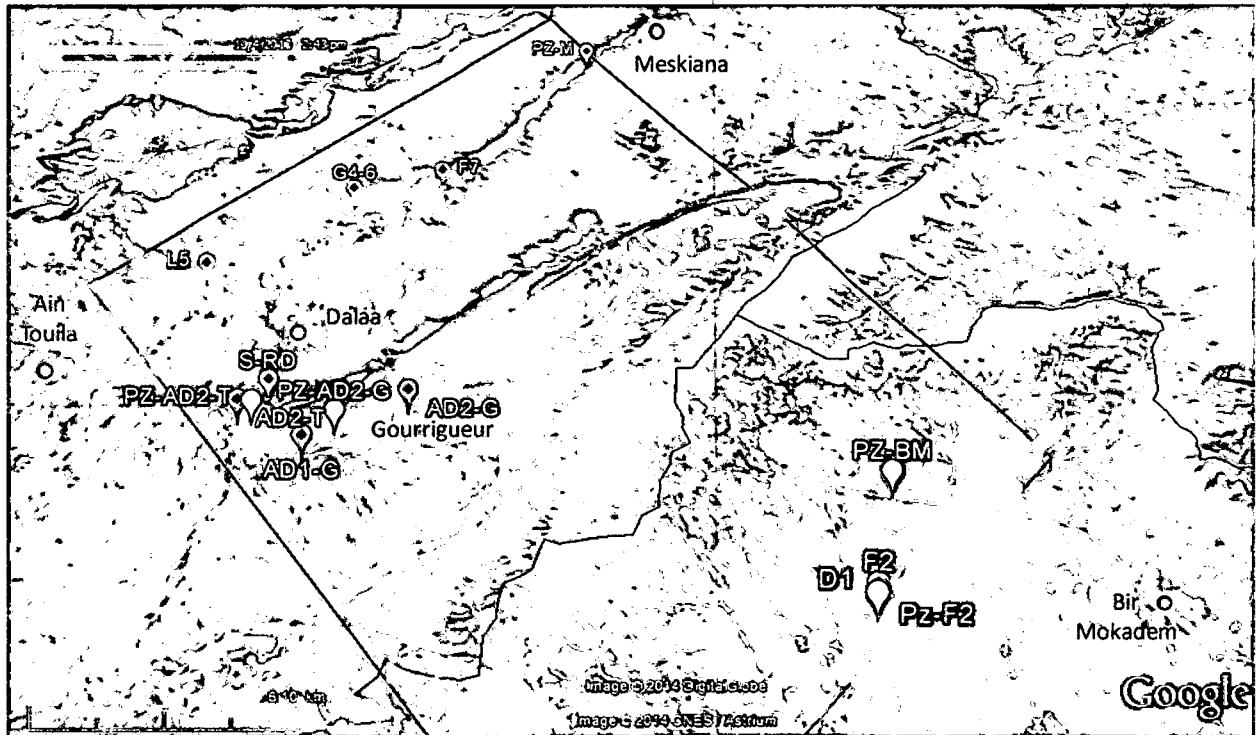 PZ-M
Meskiana
G4-6
F7
L5
Ain
Touila
Dalaa
S-RD
PZ-AD2-T
PZ-AD2-G
AD2-T
AD2-G
Gourrigueur
AD1-G
PZ-BM
F2
D1
Pz-F2
Bir
Mokadem
Image © 2014 DigitalGlobe
Image © 2014 CNES / Astrium
Google